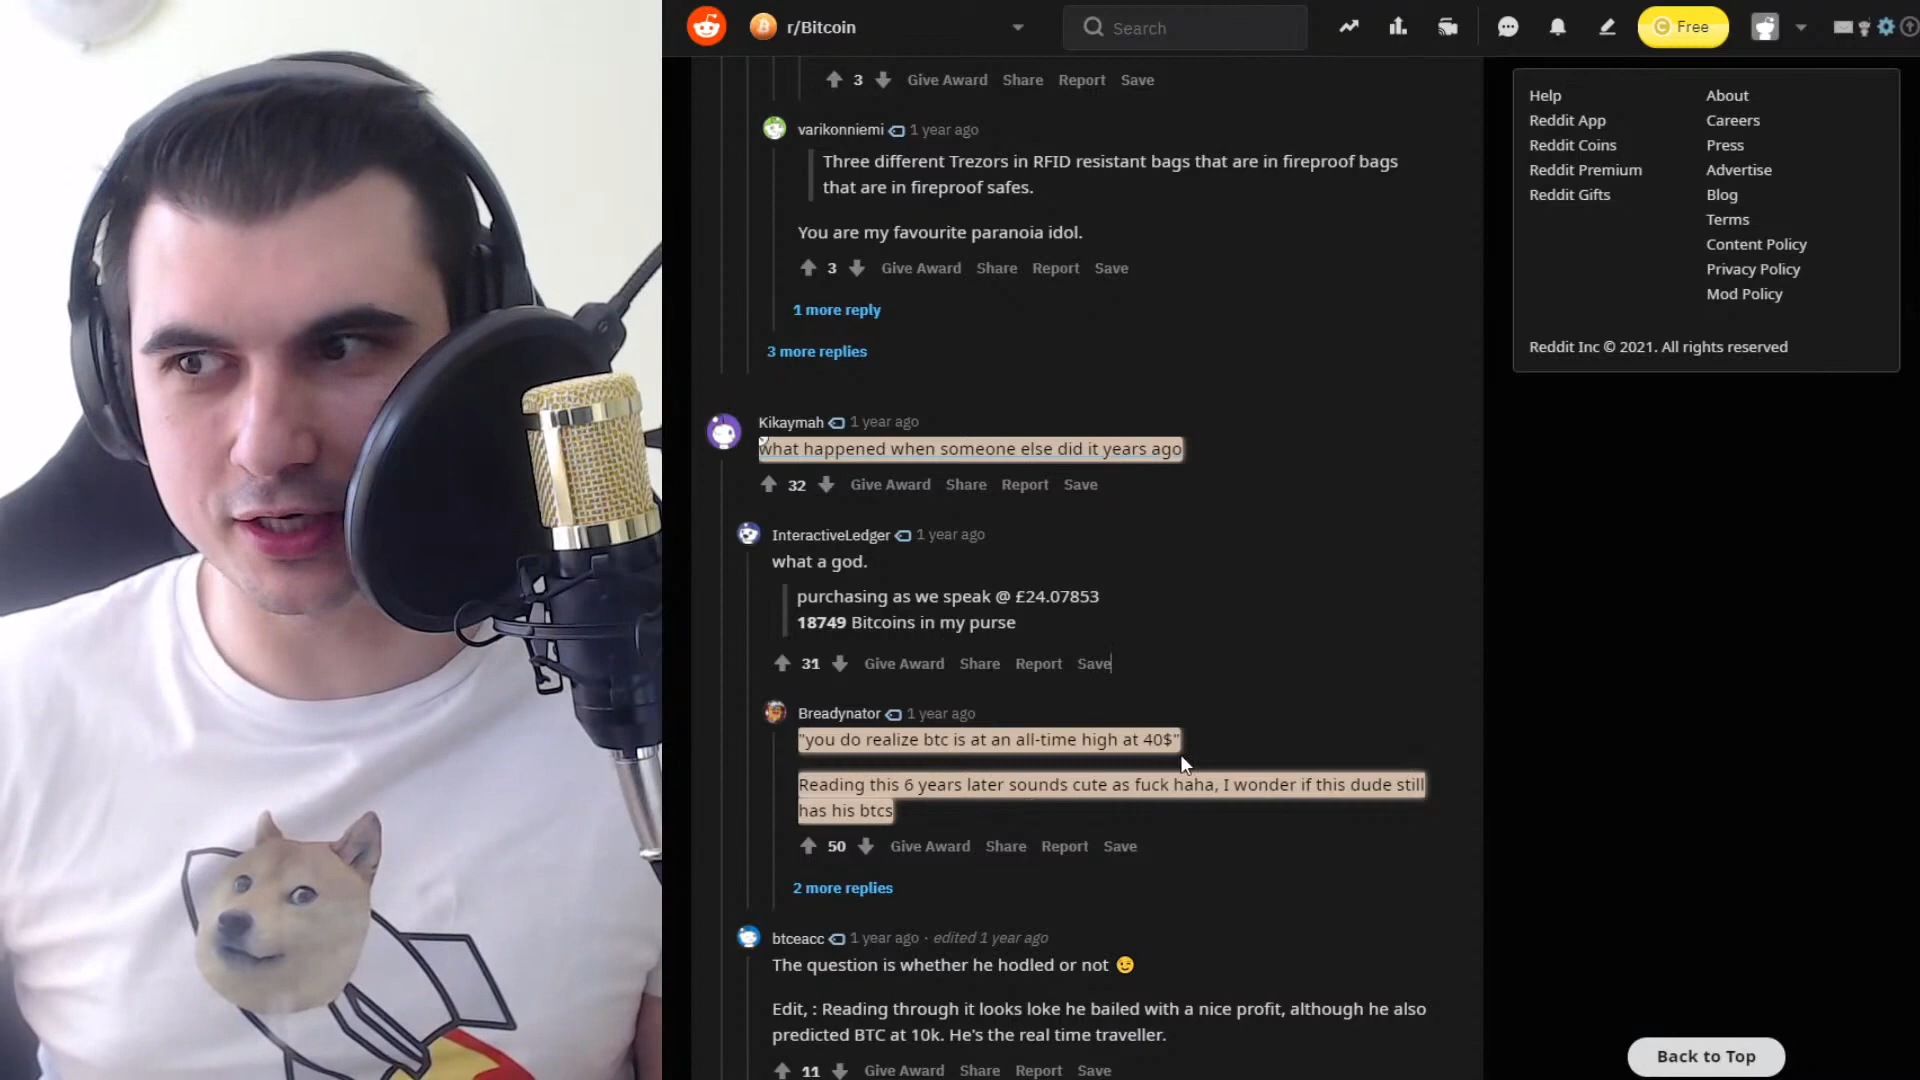 r/Bitcoin
Search
Free
3 Give Award Share Report Save
varikonniemi 1 year ago
Three different Trezors in RFID resistant bags that are in fireproof bags
that are in fireproof safes.
You are my favourite paranoia idol.
3 Give Award Share Report Save
1 more reply
3 more replies
Kikaymah 1 year ago
what happened when someone else did it years ago
32 Give Award Share Report Save
InteractiveLedger 1 year ago
what a god.
purchasing as we speak @ £24.07853
18749 Bitcoins in my purse
31 Give Award Share Report Save
Breadynator 1 year ago
"you do realize btc is at an all-time high at 40$"
Reading this 6 years later sounds cute as fuck haha, I wonder if this dude still
has his btcs
50 Give Award Share Report Save
2 more replies
btceacc 1 year ago · edited 1 year ago
The question is whether he hodled or not 😉
Edit, : Reading through it looks loke he bailed with a nice profit, although he also
predicted BTC at 10k. He's the real time traveller.
11 Give Award Share Report Save
Help
Reddit App
Reddit Coins
Reddit Premium
Reddit Gifts
About
Careers
Press
Advertise
Blog
Terms
Content Policy
Privacy Policy
Mod Policy
Reddit Inc © 2021. All rights reserved
Back to Top